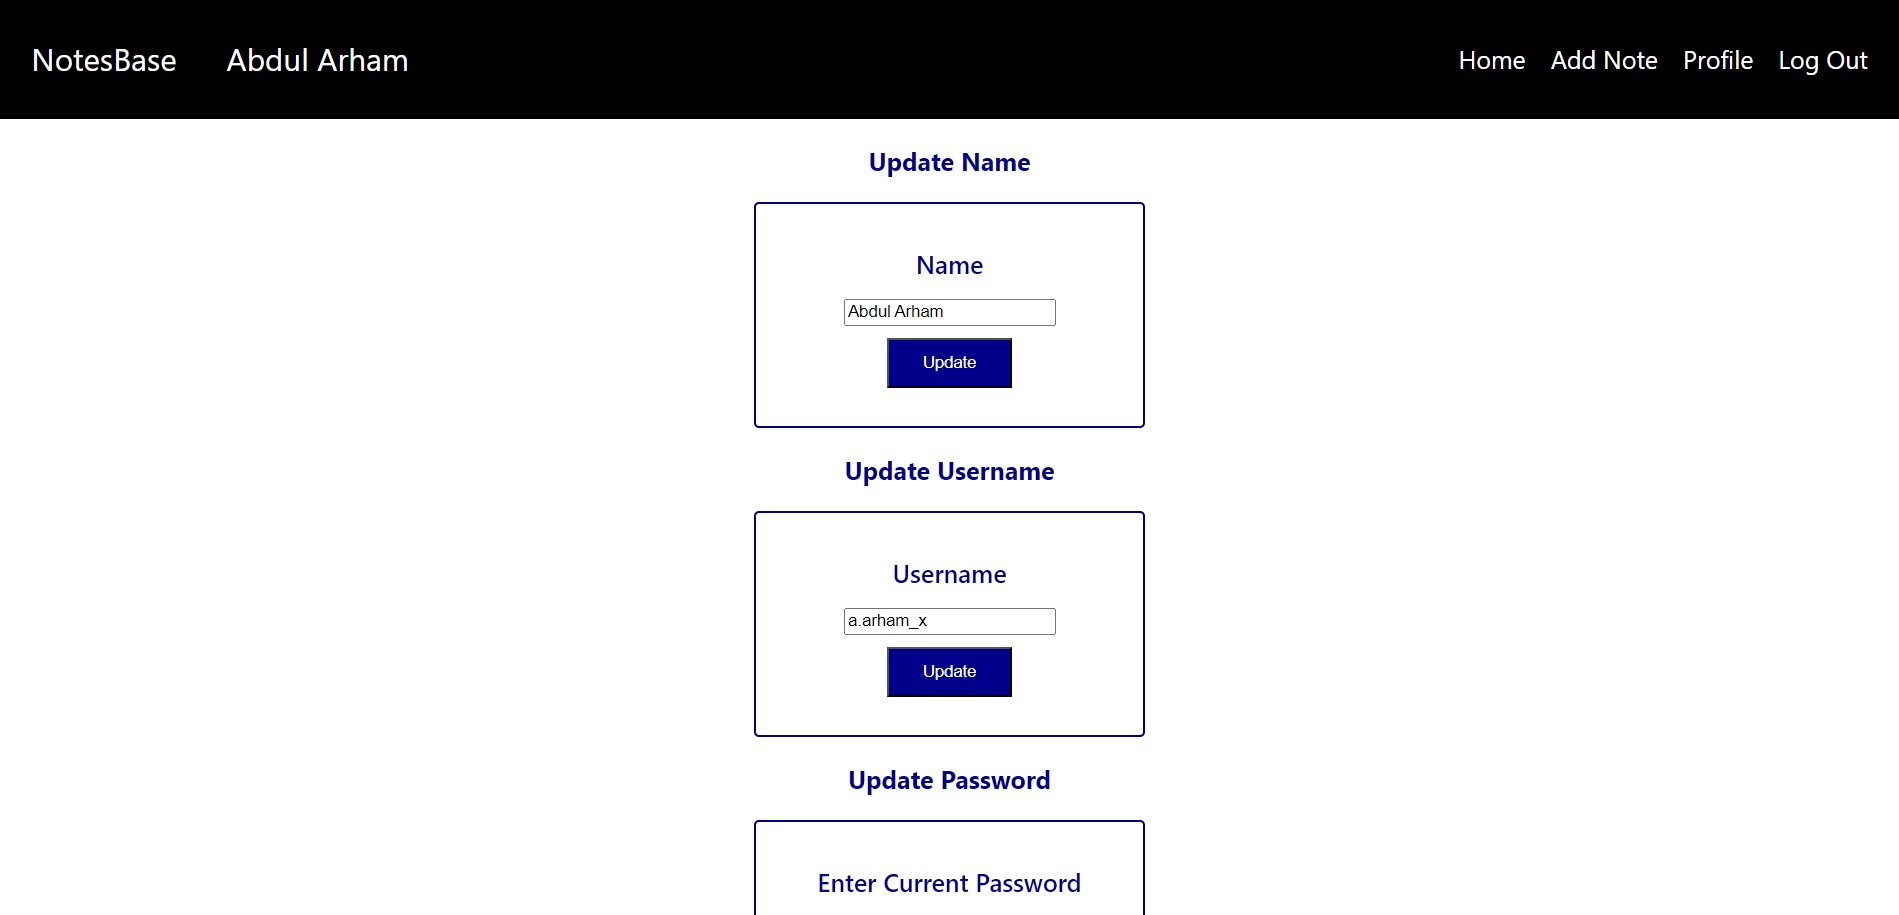 NotesBase Abdul Arham Home Add Note Profile Log Out
Update Name
Name
Abdul Arham
Update
Update Username
Username
a.arham_x
Update
Update Password
Enter Current Password